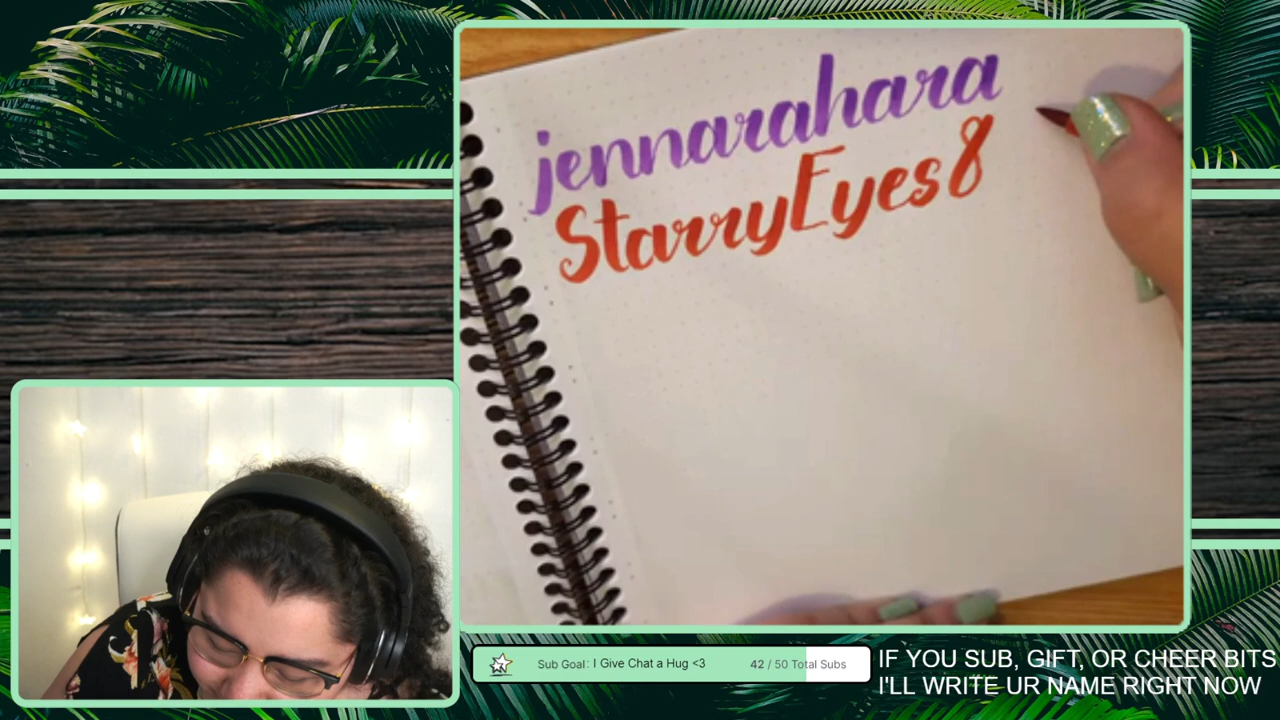 jennarahara
StarryEyes8
Sub Goal: I Give Chat a Hug <3
42 / 50 Total Subs
IF YOU SUB, GIFT, OR CHEER BITS
I'LL WRITE UR NAME RIGHT NOW